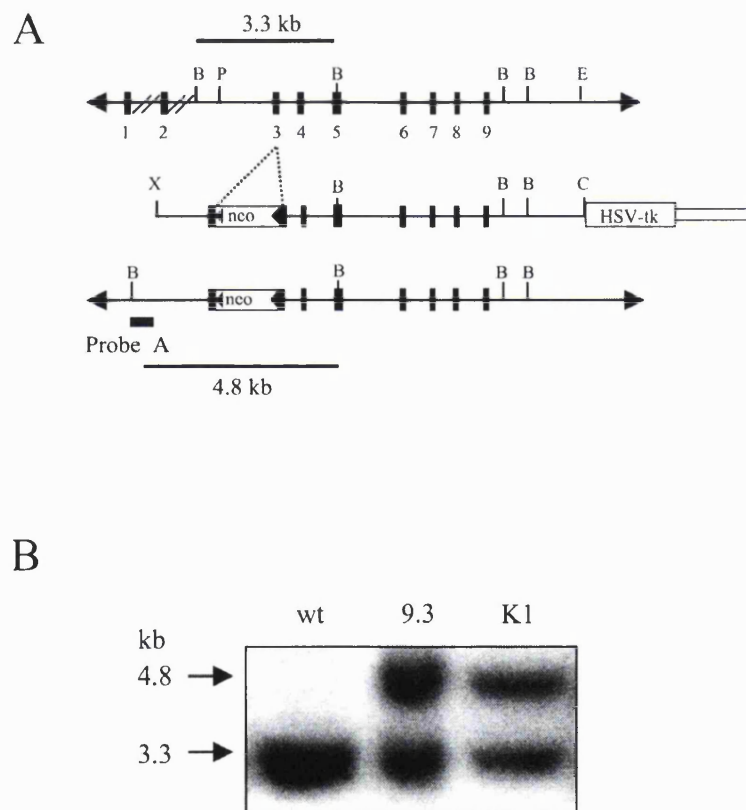 A
3.3 kb
B P B B B E
1 2 3 4 5 6 7 8 9
X B B B C
neo HSV-tk
B B B B
neo
Probe A
4.8 kb
B
wt 9.3 K1
kb
4.8
3.3